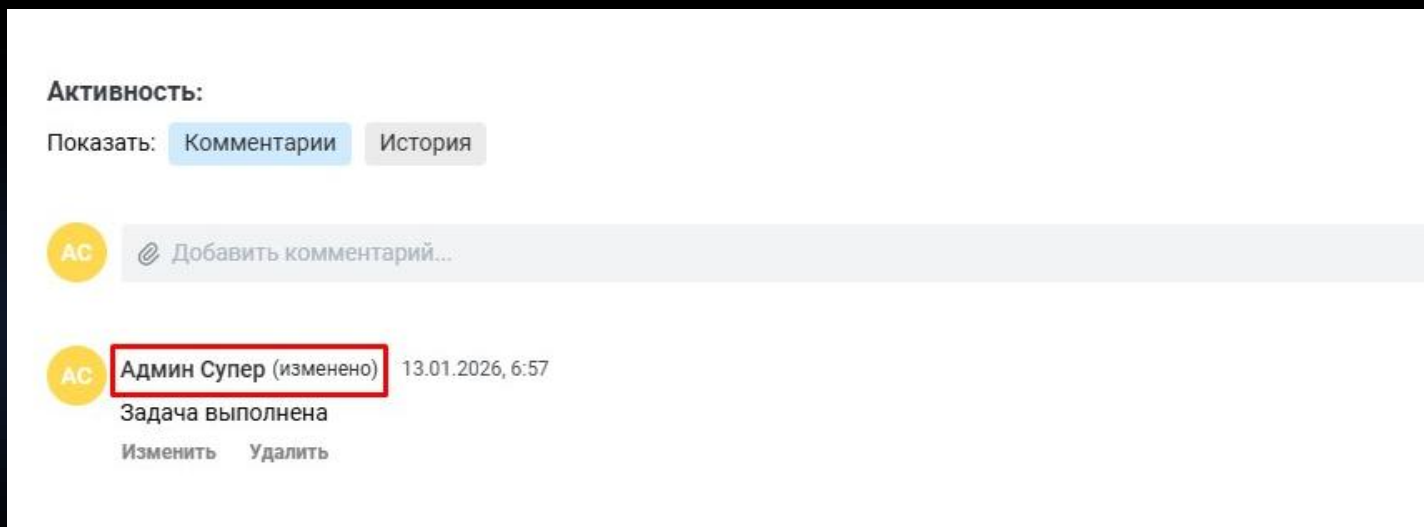 Активность:
Показать: Комментарии История
АС Добавить комментарий...
АС Админ Супер (изменено) 13.01.2026, 6:57
Задача выполнена
Изменить Удалить